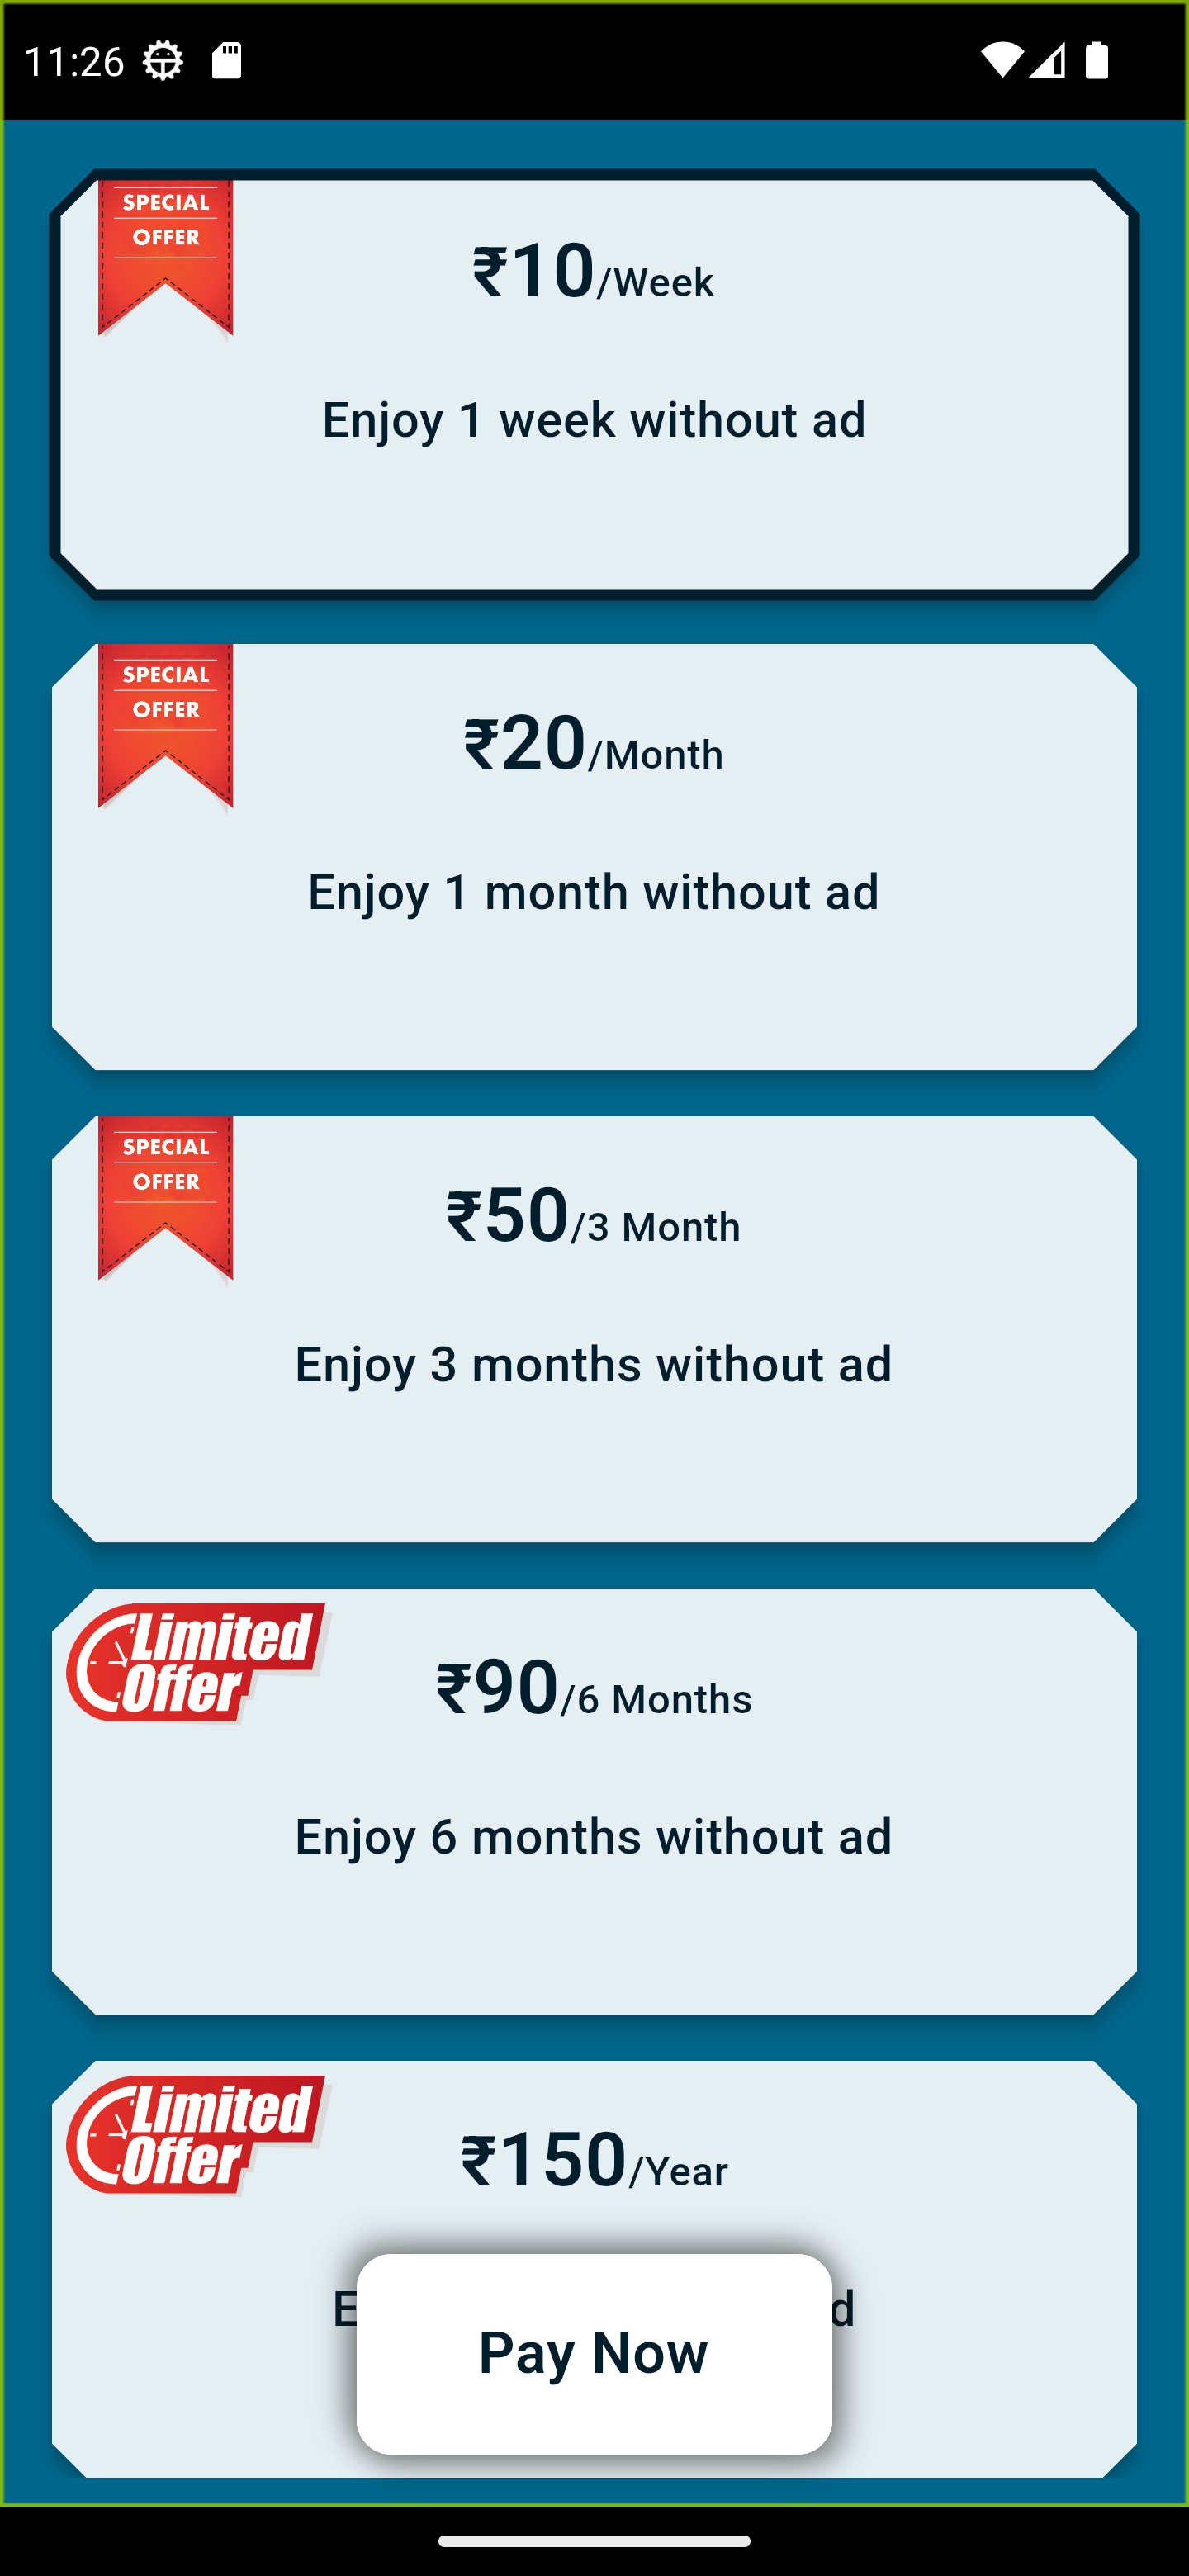 11:26
SPECIAL
OFFER
₹10/Week
Enjoy 1 week without ad
SPECIAL
OFFER
₹20/Month
Enjoy 1 month without ad
SPECIAL
OFFER
₹50/3 Month
Enjoy 3 months without ad
Limited
Offer
₹90/6 Months
Enjoy 6 months without ad
Limited
Offer
₹150/Year
Pay Now